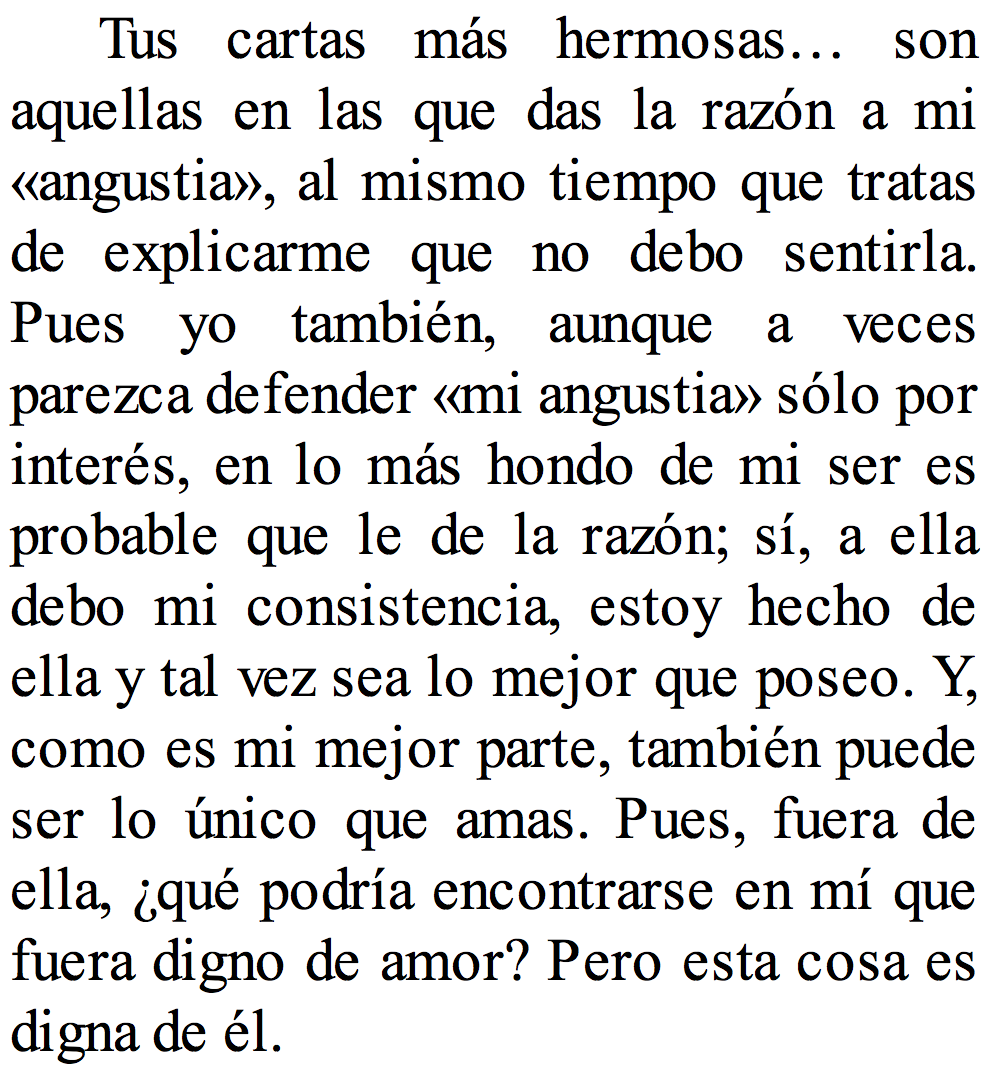 Tus cartas más hermosas… son
aquellas en las que das la razón a mi
«angustia», al mismo tiempo que tratas
de explicarme que no debo sentirla.
Pues yo también, aunque a veces
parezca defender «mi angustia» sólo por
interés, en lo más hondo de mi ser es
probable que le de la razón; sí, a ella
debo mi consistencia, estoy hecho de
ella y tal vez sea lo mejor que poseo. Y,
como es mi mejor parte, también puede
ser lo único que amas. Pues, fuera de
ella, ¿qué podría encontrarse en mí que
fuera digno de amor? Pero esta cosa es
digna de él.